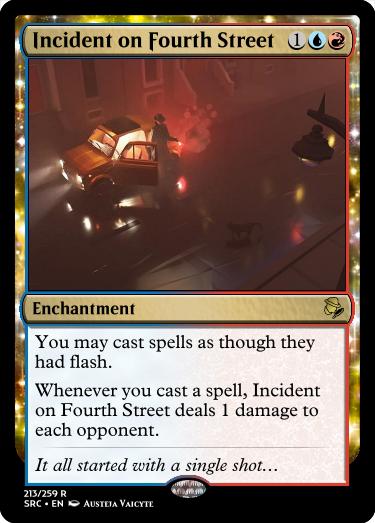 Incident on Fourth Street 1
Enchantment
You may cast spells as though they
had flash.
Whenever you cast a spell, Incident
on Fourth Street deals 1 damage to
each opponent.
It all started with a single shot…
213/259 R
SRC • EN Austeja Vaicyte